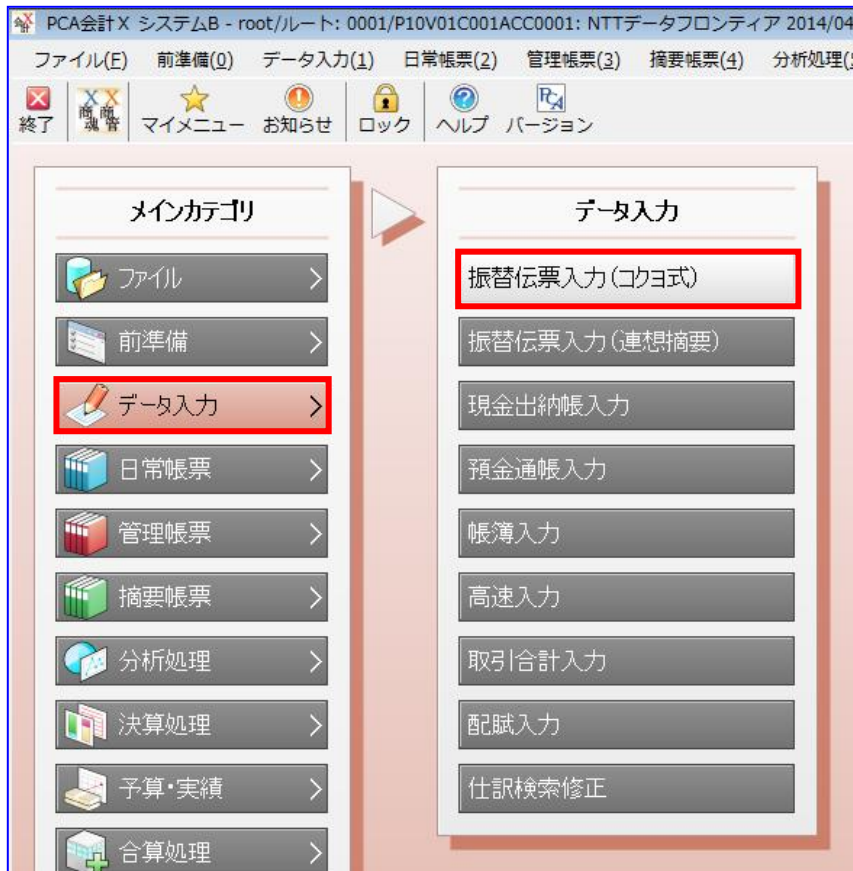 PCA会計X システムB - root/ルート: 0001/P10V01C001ACC0001: NTTデータフロンティア 2014/04
ファイル(F) 前準備(0) データ入力(1) 日常帳票(2) 管理帳票(3) 摘要帳票(4) 分析処理(5
終了 商魂 商管 マイメニュー お知らせ ロック ヘルプ バージョン
メインカテゴリ
ファイル
前準備
データ入力
日常帳票
管理帳票
摘要帳票
分析処理
決算処理
予算・実績
合算処理
データ入力
振替伝票入力(コクヨ式)
振替伝票入力(連想摘要)
現金出納帳入力
預金通帳入力
帳簿入力
高速入力
取引合計入力
配賦入力
仕訳検索修正